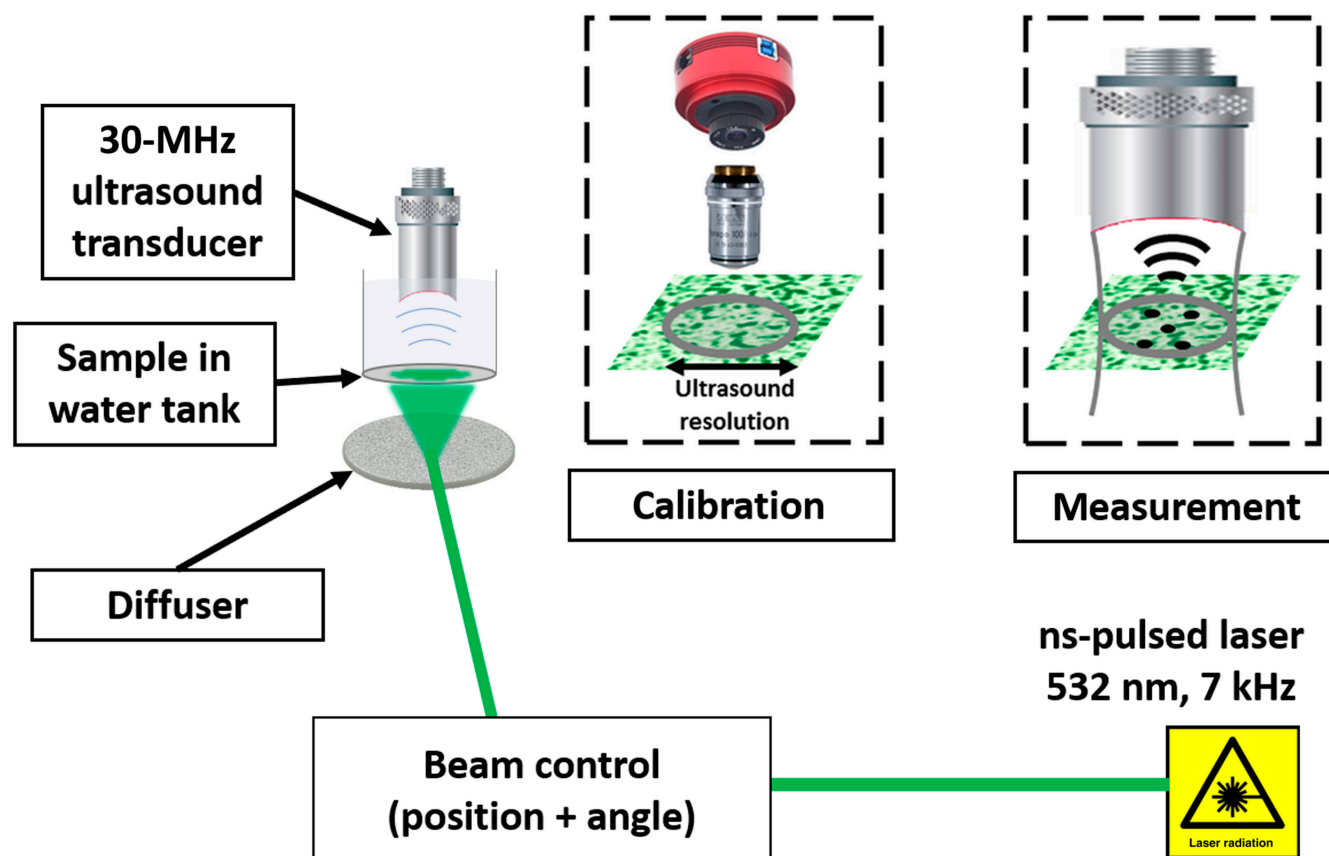 30-MHz
ultrasound
transducer
Sample in
water tank
Diffuser
Ultrasound
resolution
Calibration
Measurement
ns-pulsed laser
532 nm, 7 kHz
Beam control
(position + angle)
Laser radiation